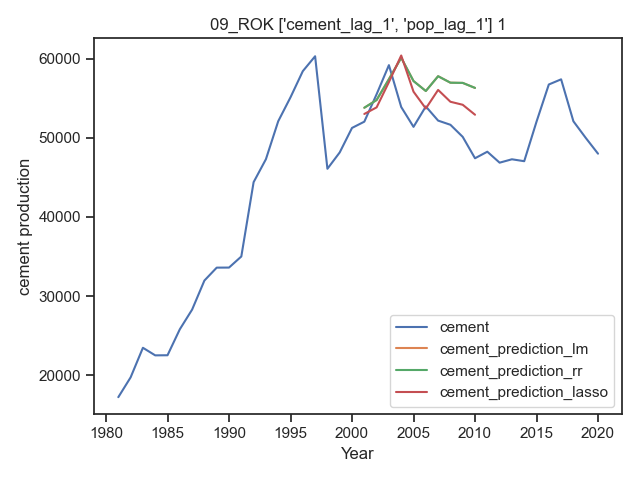 09_ROK ['cement_lag_1', 'pop_lag_1'] 1
cement production
60000
50000
40000
30000
20000
1980 1985 1990 1995 2000 2005 2010 2015 2020
Year
cement
cement_prediction_lm
cement_prediction_rr
cement_prediction_lasso